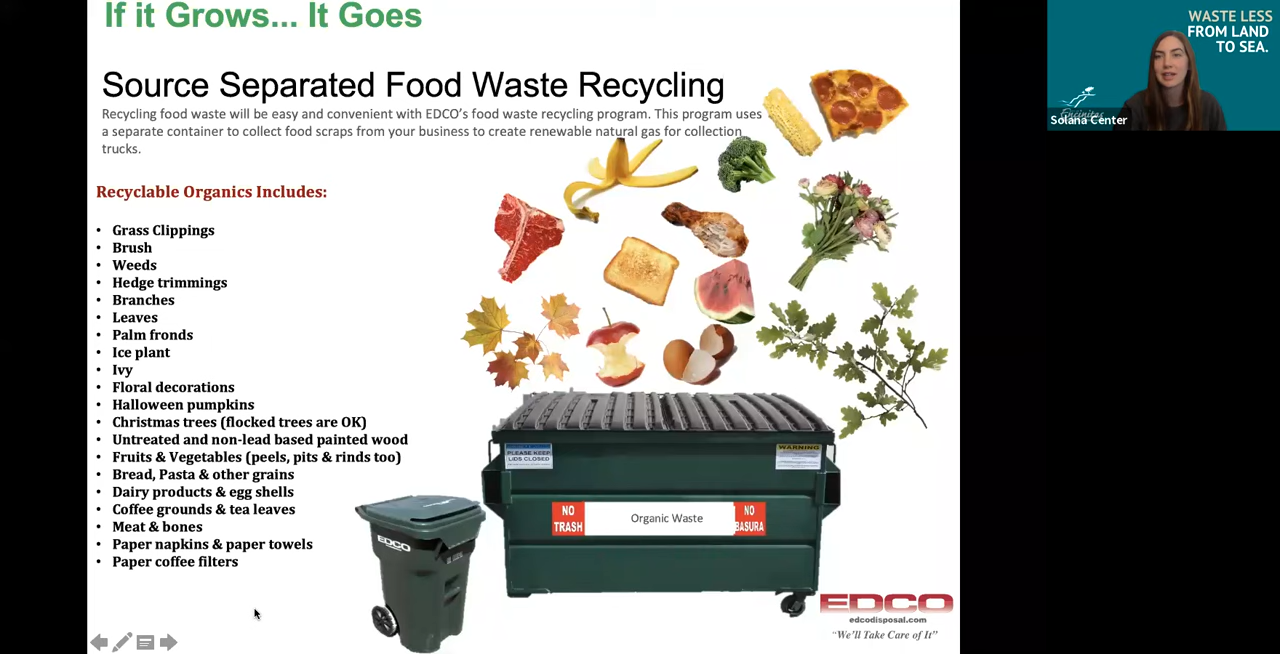 If it Grows... It Goes
WASTE LESS
FROM LAND
TO SEA.
Source Separated Food Waste Recycling
Recycling food waste will be easy and convenient with EDCO's food waste recycling program. This program uses
a separate container to collect food scraps from your business to create renewable natural gas for collection
trucks.
Encinitas
Solana Center
Recyclable Organics Includes:
• Grass Clippings
• Brush
• Weeds
• Hedge trimmings
• Branches
• Leaves
• Palm fronds
• Ice plant
• Ivy
• Floral decorations
• Halloween pumpkins
• Christmas trees (flocked trees are OK)
• Untreated and non-lead based painted wood
• Fruits & Vegetables (peels, pits & rinds too)
• Bread, Pasta & other grains
• Dairy products & egg shells
• Coffee grounds & tea leaves
• Meat & bones
• Paper napkins & paper towels
• Paper coffee filters
PLEASE KEEP
LIDS CLOSED
WARNING
NO
TRASH
Organic Waste
NO
BASURA
EDCO
EDCO
edcodisposal.com
"We'll Take Care of It"